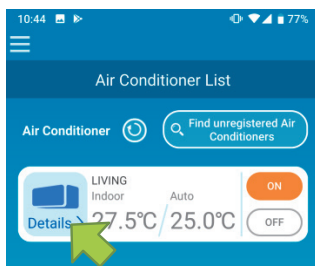 10:44 77%
Air Conditioner List
Air Conditioner
Find unregistered Air
Conditioners
LIVING
Indoor Auto
ON
Details 27.5℃ / 25.0℃
OFF